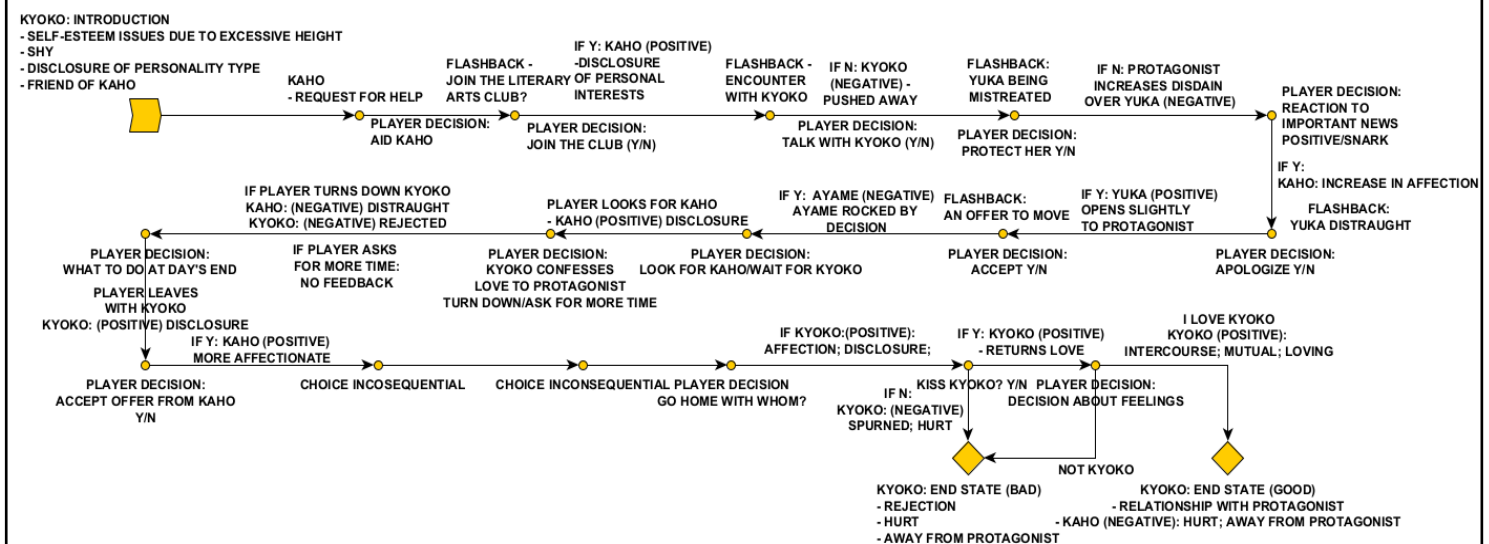 KYOKO: INTRODUCTION
- SELF-ESTEEM ISSUES DUE TO EXCESSIVE HEIGHT
- SHY
- DISCLOSURE OF PERSONALITY TYPE
- FRIEND OF KAHO
KAHO
- REQUEST FOR HELP
PLAYER DECISION:
AID KAHO
FLASHBACK -
JOIN THE LITERARY
ARTS CLUB?
PLAYER DECISION:
JOIN THE CLUB (Y/N)
IF Y: KAHO (POSITIVE)
-DISCLOSURE
OF PERSONAL
INTERESTS
FLASHBACK -
ENCOUNTER
WITH KYOKO
PLAYER DECISION:
TALK WITH KYOKO (Y/N)
IF N: KYOKO
(NEGATIVE) -
PUSHED AWAY
FLASHBACK:
YUKA BEING
MISTREATED
PLAYER DECISION:
PROTECT HER Y/N
IF N: PROTAGONIST
INCREASES DISDAIN
OVER YUKA (NEGATIVE)
PLAYER DECISION:
REACTION TO
IMPORTANT NEWS
POSITIVE/SNARK
IF Y:
KAHO: INCREASE IN AFFECTION
FLASHBACK:
YUKA DISTRAUGHT
PLAYER DECISION:
APOLOGIZE Y/N
IF Y: YUKA (POSITIVE)
OPENS SLIGHTLY
TO PROTAGONIST
FLASHBACK:
AN OFFER TO MOVE
PLAYER DECISION:
ACCEPT Y/N
IF Y: AYAME (NEGATIVE)
AYAME ROCKED BY
DECISION
PLAYER DECISION:
LOOK FOR KAHO/WAIT FOR KYOKO
PLAYER LOOKS FOR KAHO
- KAHO (POSITIVE) DISCLOSURE
PLAYER DECISION:
KYOKO CONFESSES
LOVE TO PROTAGONIST
TURN DOWN/ASK FOR MORE TIME
IF PLAYER TURNS DOWN KYOKO
KAHO: (NEGATIVE) DISTRAUGHT
KYOKO: (NEGATIVE) REJECTED
IF PLAYER ASKS
FOR MORE TIME:
NO FEEDBACK
PLAYER DECISION:
WHAT TO DO AT DAY'S END
PLAYER LEAVES
WITH KYOKO
KYOKO: (POSITIVE) DISCLOSURE
PLAYER DECISION:
ACCEPT OFFER FROM KAHO
Y/N
IF Y: KAHO (POSITIVE)
MORE AFFECTIONATE
CHOICE INCOSEQUENTIAL
CHOICE INCONSEQUENTIAL
PLAYER DECISION
GO HOME WITH WHOM?
IF KYOKO:(POSITIVE):
AFFECTION; DISCLOSURE;
KISS KYOKO? Y/N
IF N:
KYOKO: (NEGATIVE)
SPURNED; HURT
IF Y: KYOKO (POSITIVE)
- RETURNS LOVE
PLAYER DECISION:
DECISION ABOUT FEELINGS
I LOVE KYOKO
KYOKO (POSITIVE):
INTERCOURSE; MUTUAL; LOVING
NOT KYOKO
KYOKO: END STATE (BAD)
- REJECTION
- HURT
- AWAY FROM PROTAGONIST
KYOKO: END STATE (GOOD)
- RELATIONSHIP WITH PROTAGONIST
- KAHO (NEGATIVE): HURT; AWAY FROM PROTAGONIST